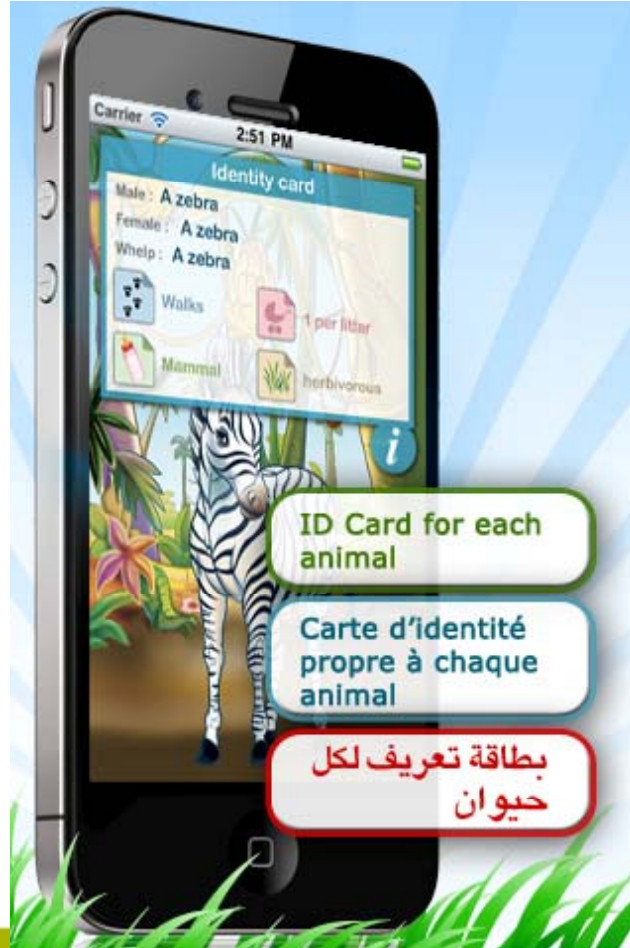 Carrier
2:51 PM
Identity card
Male : A zebra
Female : A zebra
Whelp : A zebra
Walks
1 per litter
Mammal
herbivorous
i
ID Card for each
animal
Carte d'identité
propre à chaque
animal
بطاقة تعريف لكل
حيوان